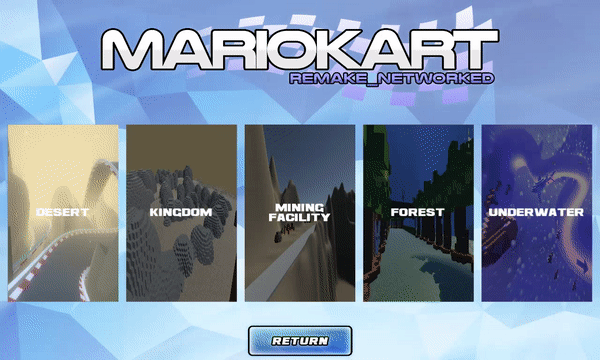 MARIOKART
REMAKE_NETWORKED
DESERT
KINGDOM
MINING
FACILITY
FOREST
UNDERWATER
RETURN